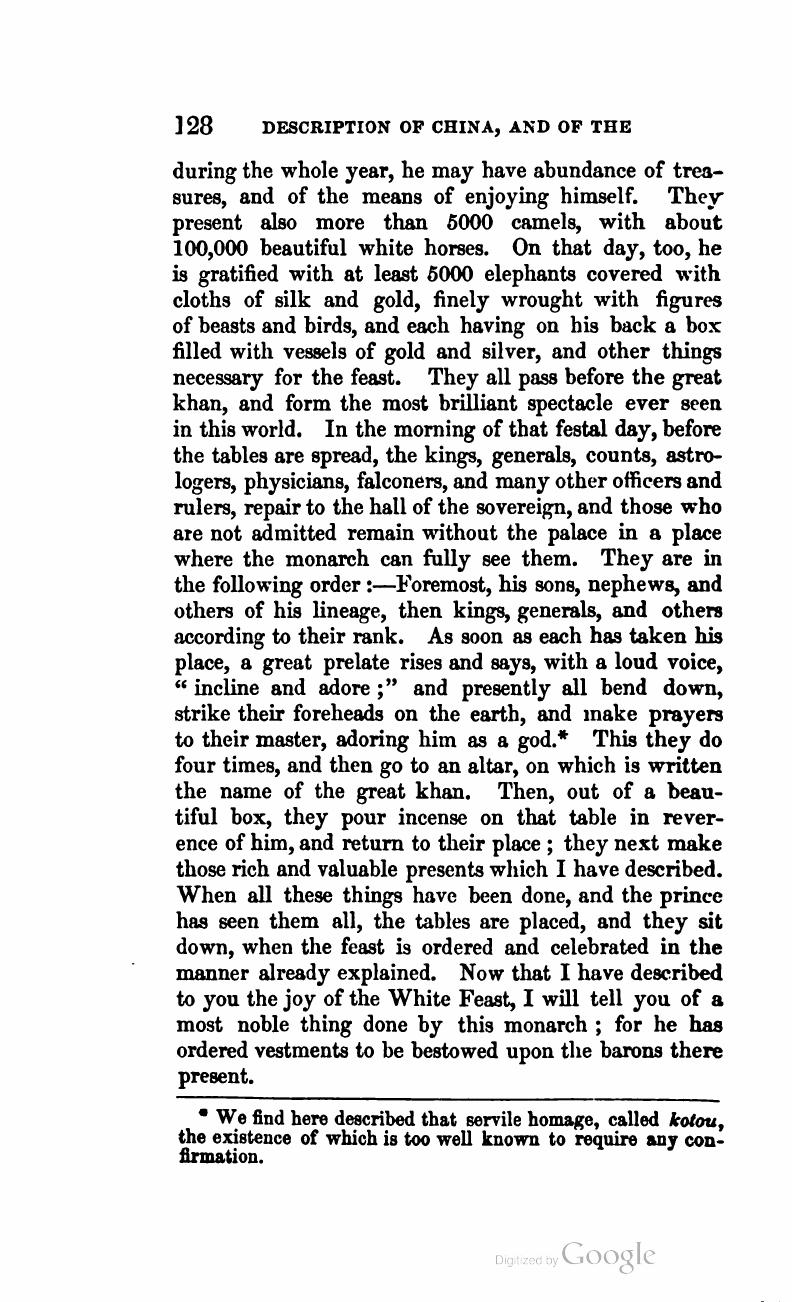 128 DESCRIPTION OF CHINA, AND OF THE
during the whole year, he may have abundance of trea-
sures, and of the means of enjoying himself. They
present also more than 5000 camels, with about
100,000 beautiful white horses. On that day, too, he
is gratified with at least 5000 elephants covered with
cloths of silk and gold, finely wrought with figures
of beasts and birds, and each having on his back a box
filled with vessels of gold and silver, and other things
necessary for the feast. They all pass before the great
khan, and form the most brilliant spectacle ever seen
in this world. In the morning of that festal day, before
the tables are spread, the kings, generals, counts, astro-
logers, physicians, falconers, and many other officers and
rulers, repair to the hall of the sovereign, and those who
are not admitted remain without the palace in a place
where the monarch can fully see them. They are in
the following order :—Foremost, his sons, nephews, and
others of his lineage, then kings, generals, and others
according to their rank. As soon as each has taken his
place, a great prelate rises and says, with a loud voice,
“ incline and adore ;” and presently all bend down,
strike their foreheads on the earth, and make prayers
to their master, adoring him as a god.* This they do
four times, and then go to an altar, on which is written
the name of the great khan. Then, out of a beau-
tiful box, they pour incense on that table in rever-
ence of him, and return to their place ; they next make
those rich and valuable presents which I have described.
When all these things have been done, and the prince
has seen them all, the tables are placed, and they sit
down, when the feast is ordered and celebrated in the
manner already explained. Now that I have described
to you the joy of the White Feast, I will tell you of a
most noble thing done by this monarch ; for he has
ordered vestments to be bestowed upon the barons there
present.
* We find here described that servile homage, called kotou,
the existence of which is too well known to require any con-
firmation.
Digitized by Google